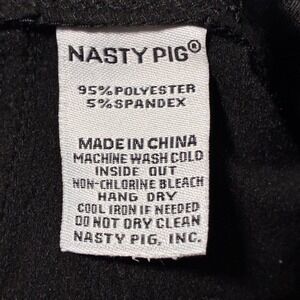 NASTY PIG®
95% POLYESTER
5% SPANDEX
MADE IN CHINA
MACHINE WASH COLD
INSIDE OUT
NON-CHLORINE BLEACH
HANG DRY
COOL IRON IF NEEDED
DO NOT DRY CLEAN
NASTY PIG, INC.